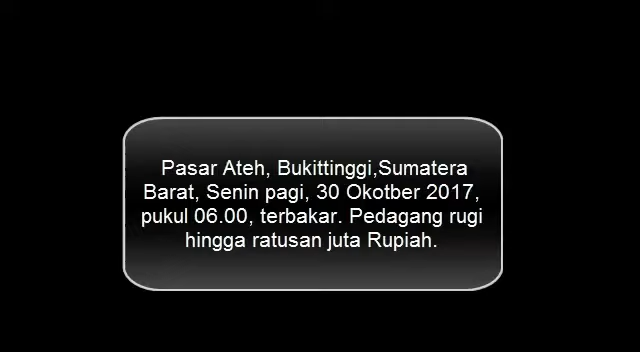 Pasar Ateh, Bukittinggi,Sumatera
Barat, Senin pagi, 30 Okotber 2017,
pukul 06.00, terbakar. Pedagang rugi
hingga ratusan juta Rupiah.